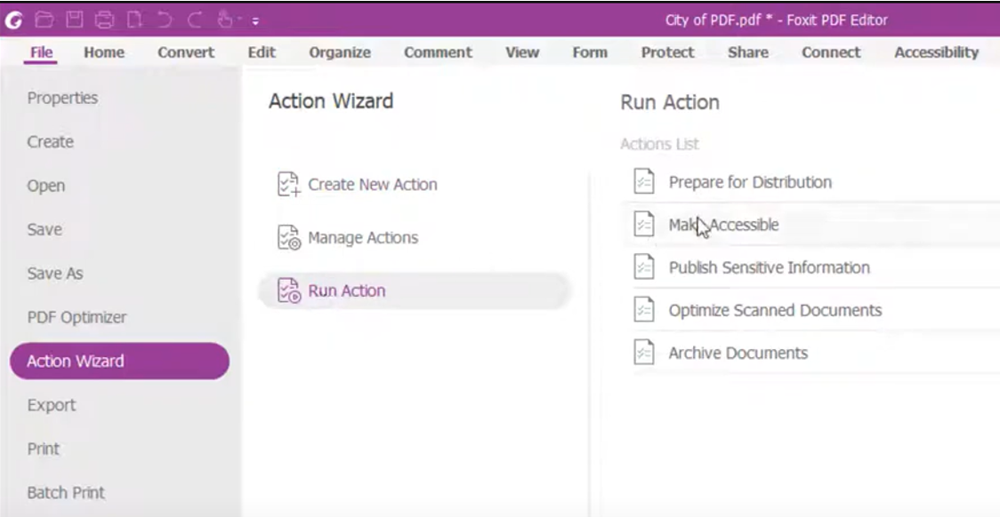 City of PDF.pdf * - Foxit PDF Editor
File Home Convert Edit Organize Comment View Form Protect Share Connect Accessibility
Properties
Create
Open
Save
Save As
PDF Optimizer
Action Wizard
Export
Print
Batch Print
Action Wizard
Create New Action
Manage Actions
Run Action
Run Action
Actions List
Prepare for Distribution
Make Accessible
Publish Sensitive Information
Optimize Scanned Documents
Archive Documents